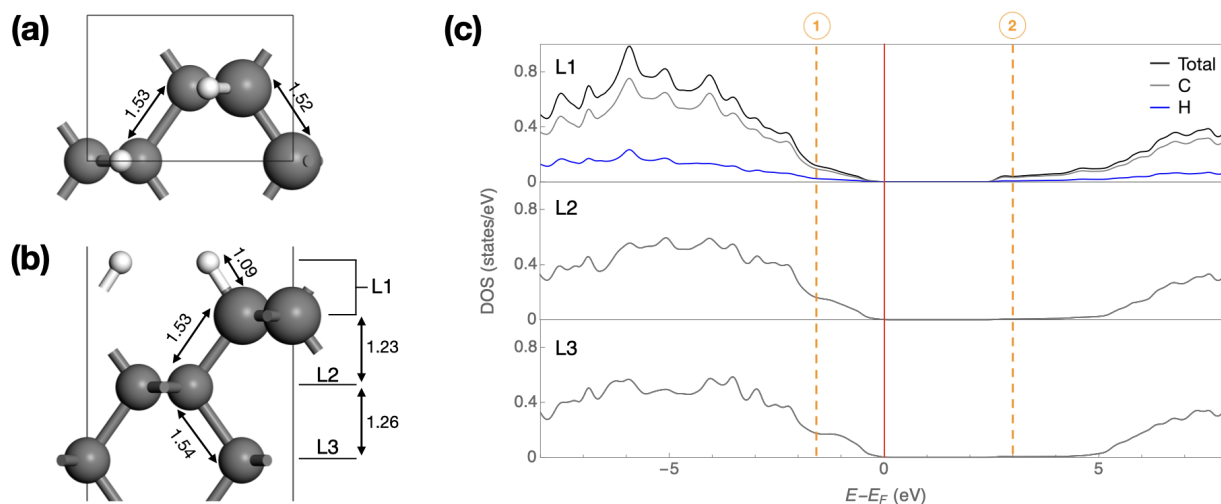 (a)
1.53
1.52
(b)
1.09
L1
1.53
1.23
L2
1.26
1.54
L3
(c)
1
2
L1
Total
C
H
0.8
0.4
0
L2
0.8
0.4
0
L3
0.8
0.4
0
DOS (states/eV)
−5
0
5
E−E_F (eV)